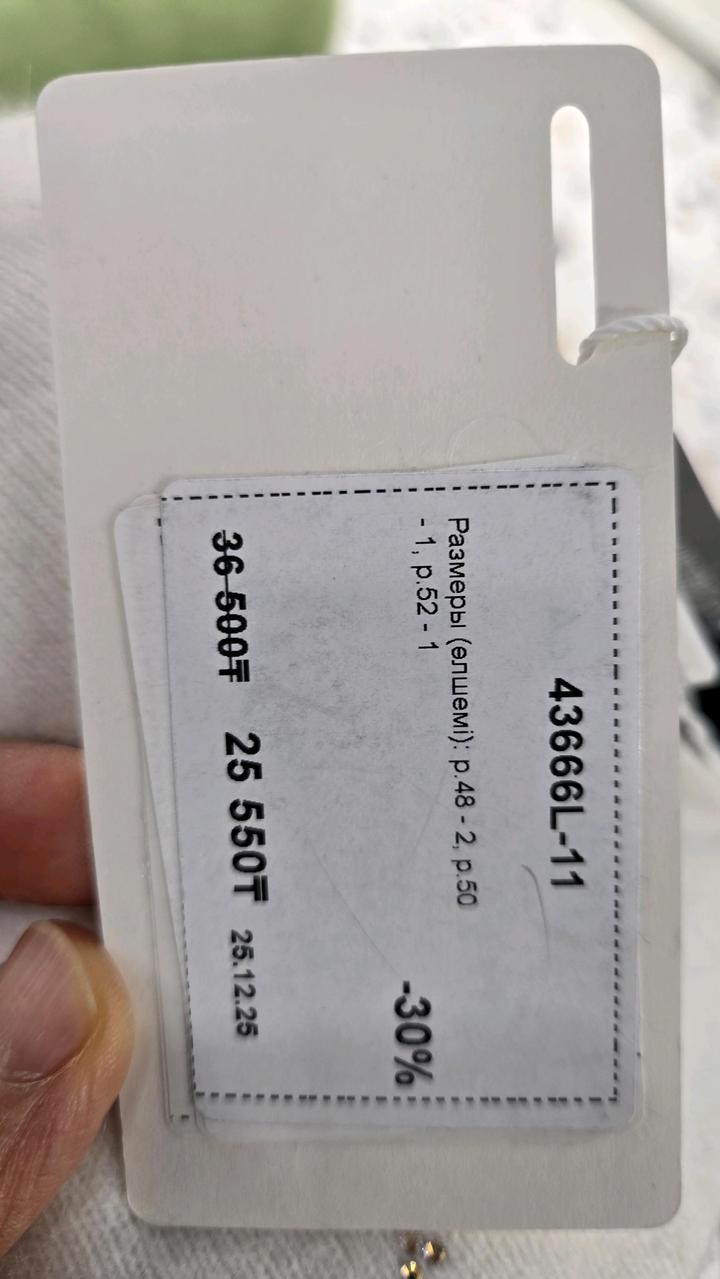 43666L-11
Размеры (өлшемі): р.48 - 2, р.50
- 1, р.52 - 1
-30%
36 500₸ 25 550₸ 25.12.25